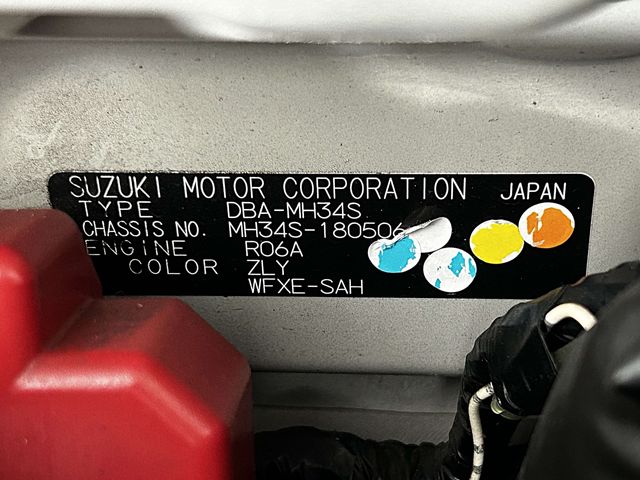 SUZUKI MOTOR CORPORATION JAPAN
TYPE DBA-MH34S
CHASSIS NO. MH34S-180506
ENGINE R06A
COLOR ZLY
WFXE-SAH